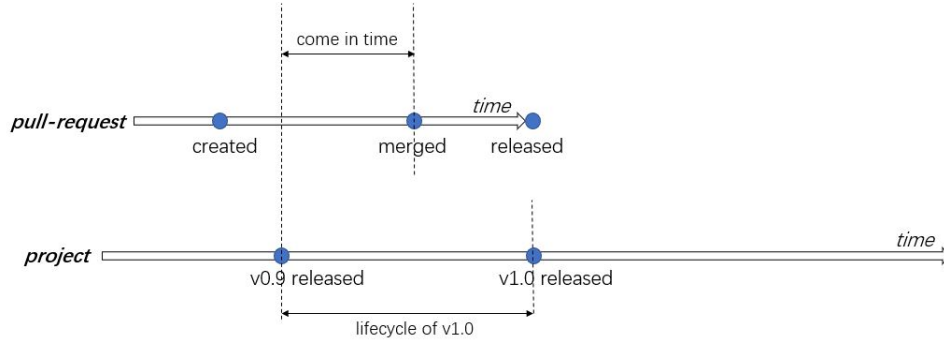 come in time
time
pull-request
created
merged
released
time
project
v0.9 released
v1.0 released
lifecycle of v1.0